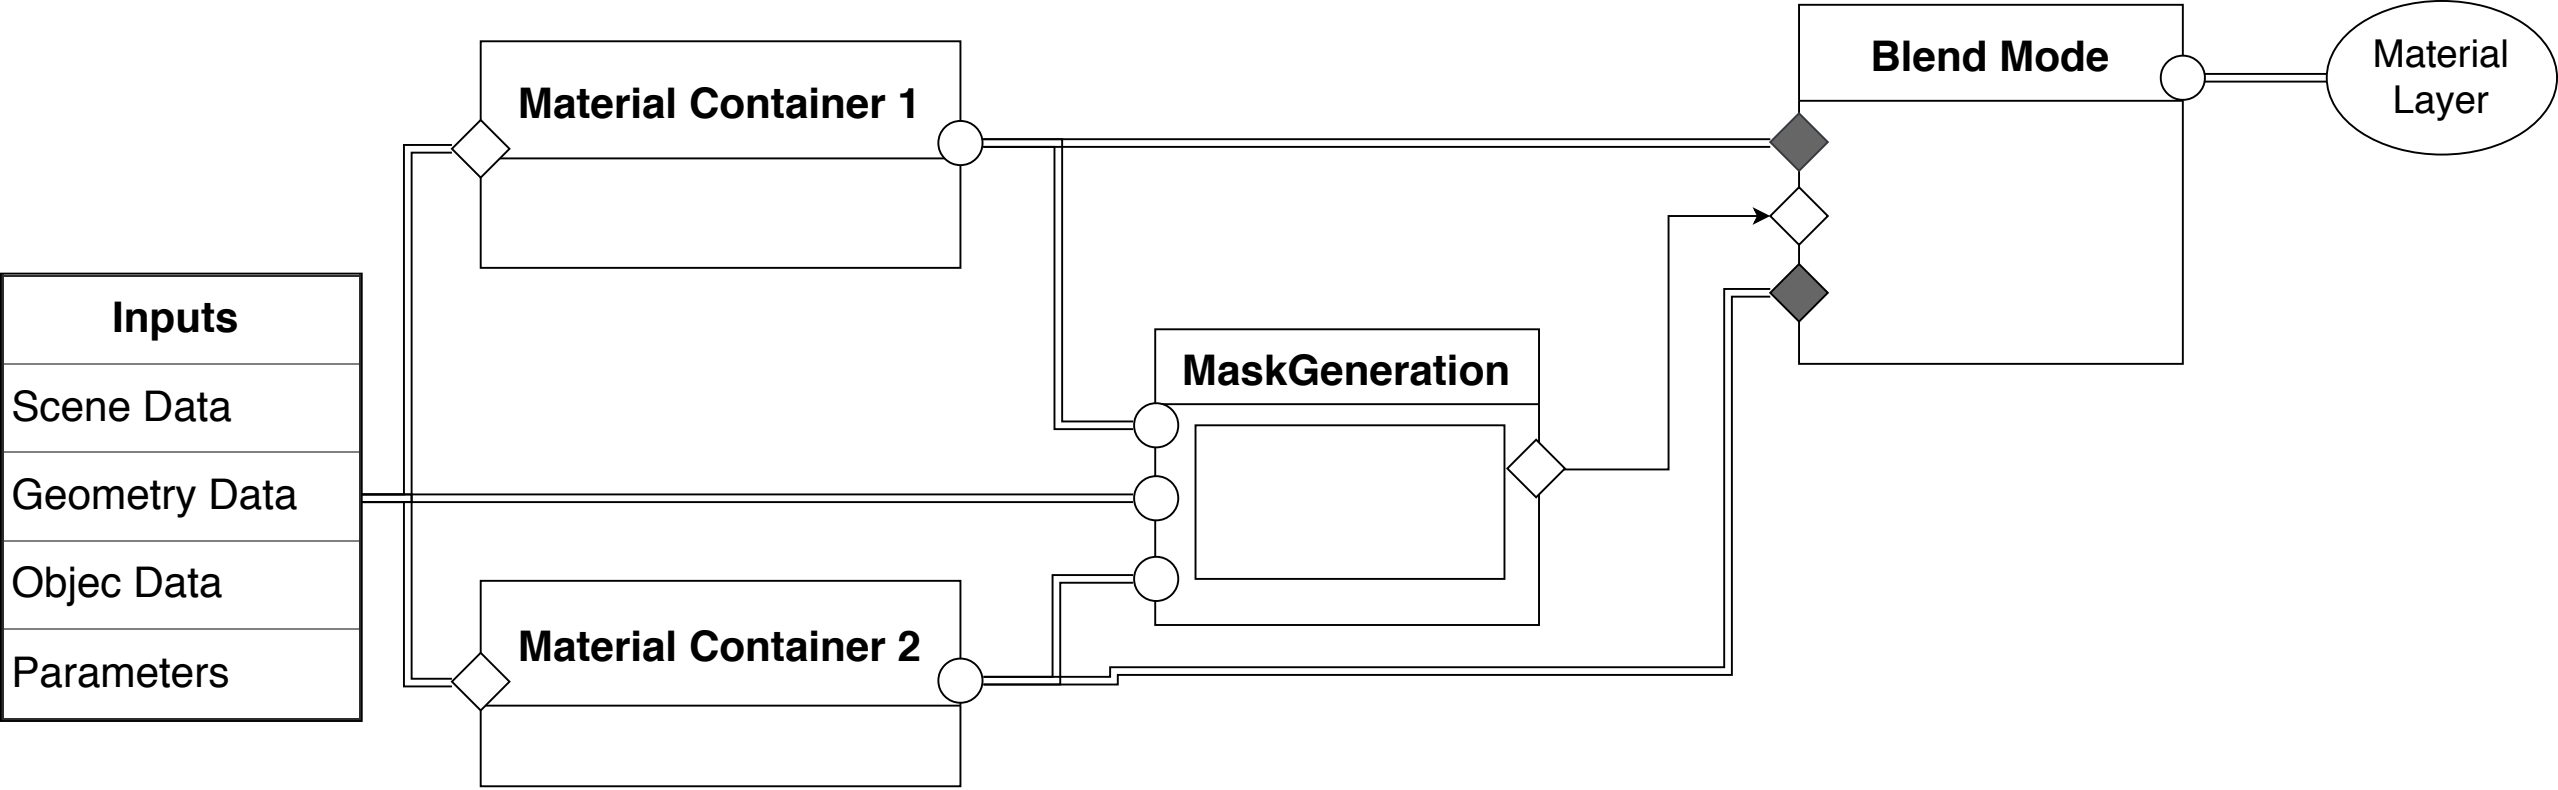 Inputs
Scene Data
Geometry Data
Objec Data
Parameters
Material Container 1
Material Container 2
MaskGeneration
Blend Mode
Material
Layer